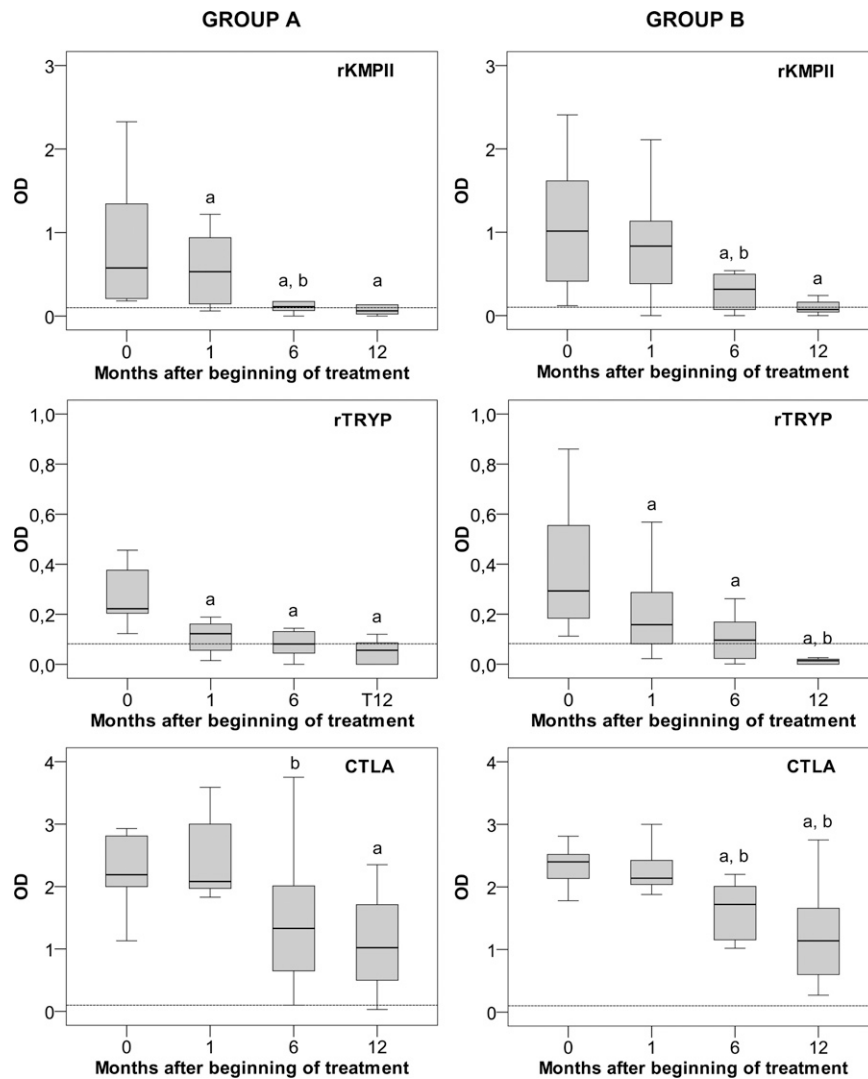 GROUP A
GROUP B
rKMPII
3
2
1
0
OD
a
a, b
a
0 1 6 12
Months after beginning of treatment
rKMPII
3
2
1
0
OD
a, b
a
0 1 6 12
Months after beginning of treatment
rTRYP
1,0
0,8
0,6
0,4
0,2
0,0
OD
a
a
a
0 1 6 T12
Months after beginning of treatment
rTRYP
1,0
0,8
0,6
0,4
0,2
0,0
OD
a
a
a, b
0 1 6 12
Months after beginning of treatment
CTLA
4
3
2
1
0
OD
b
a
0 1 6 12
Months after beginning of treatment
CTLA
4
3
2
1
0
OD
a, b
a, b
0 1 6 12
Months after beginning of treatment